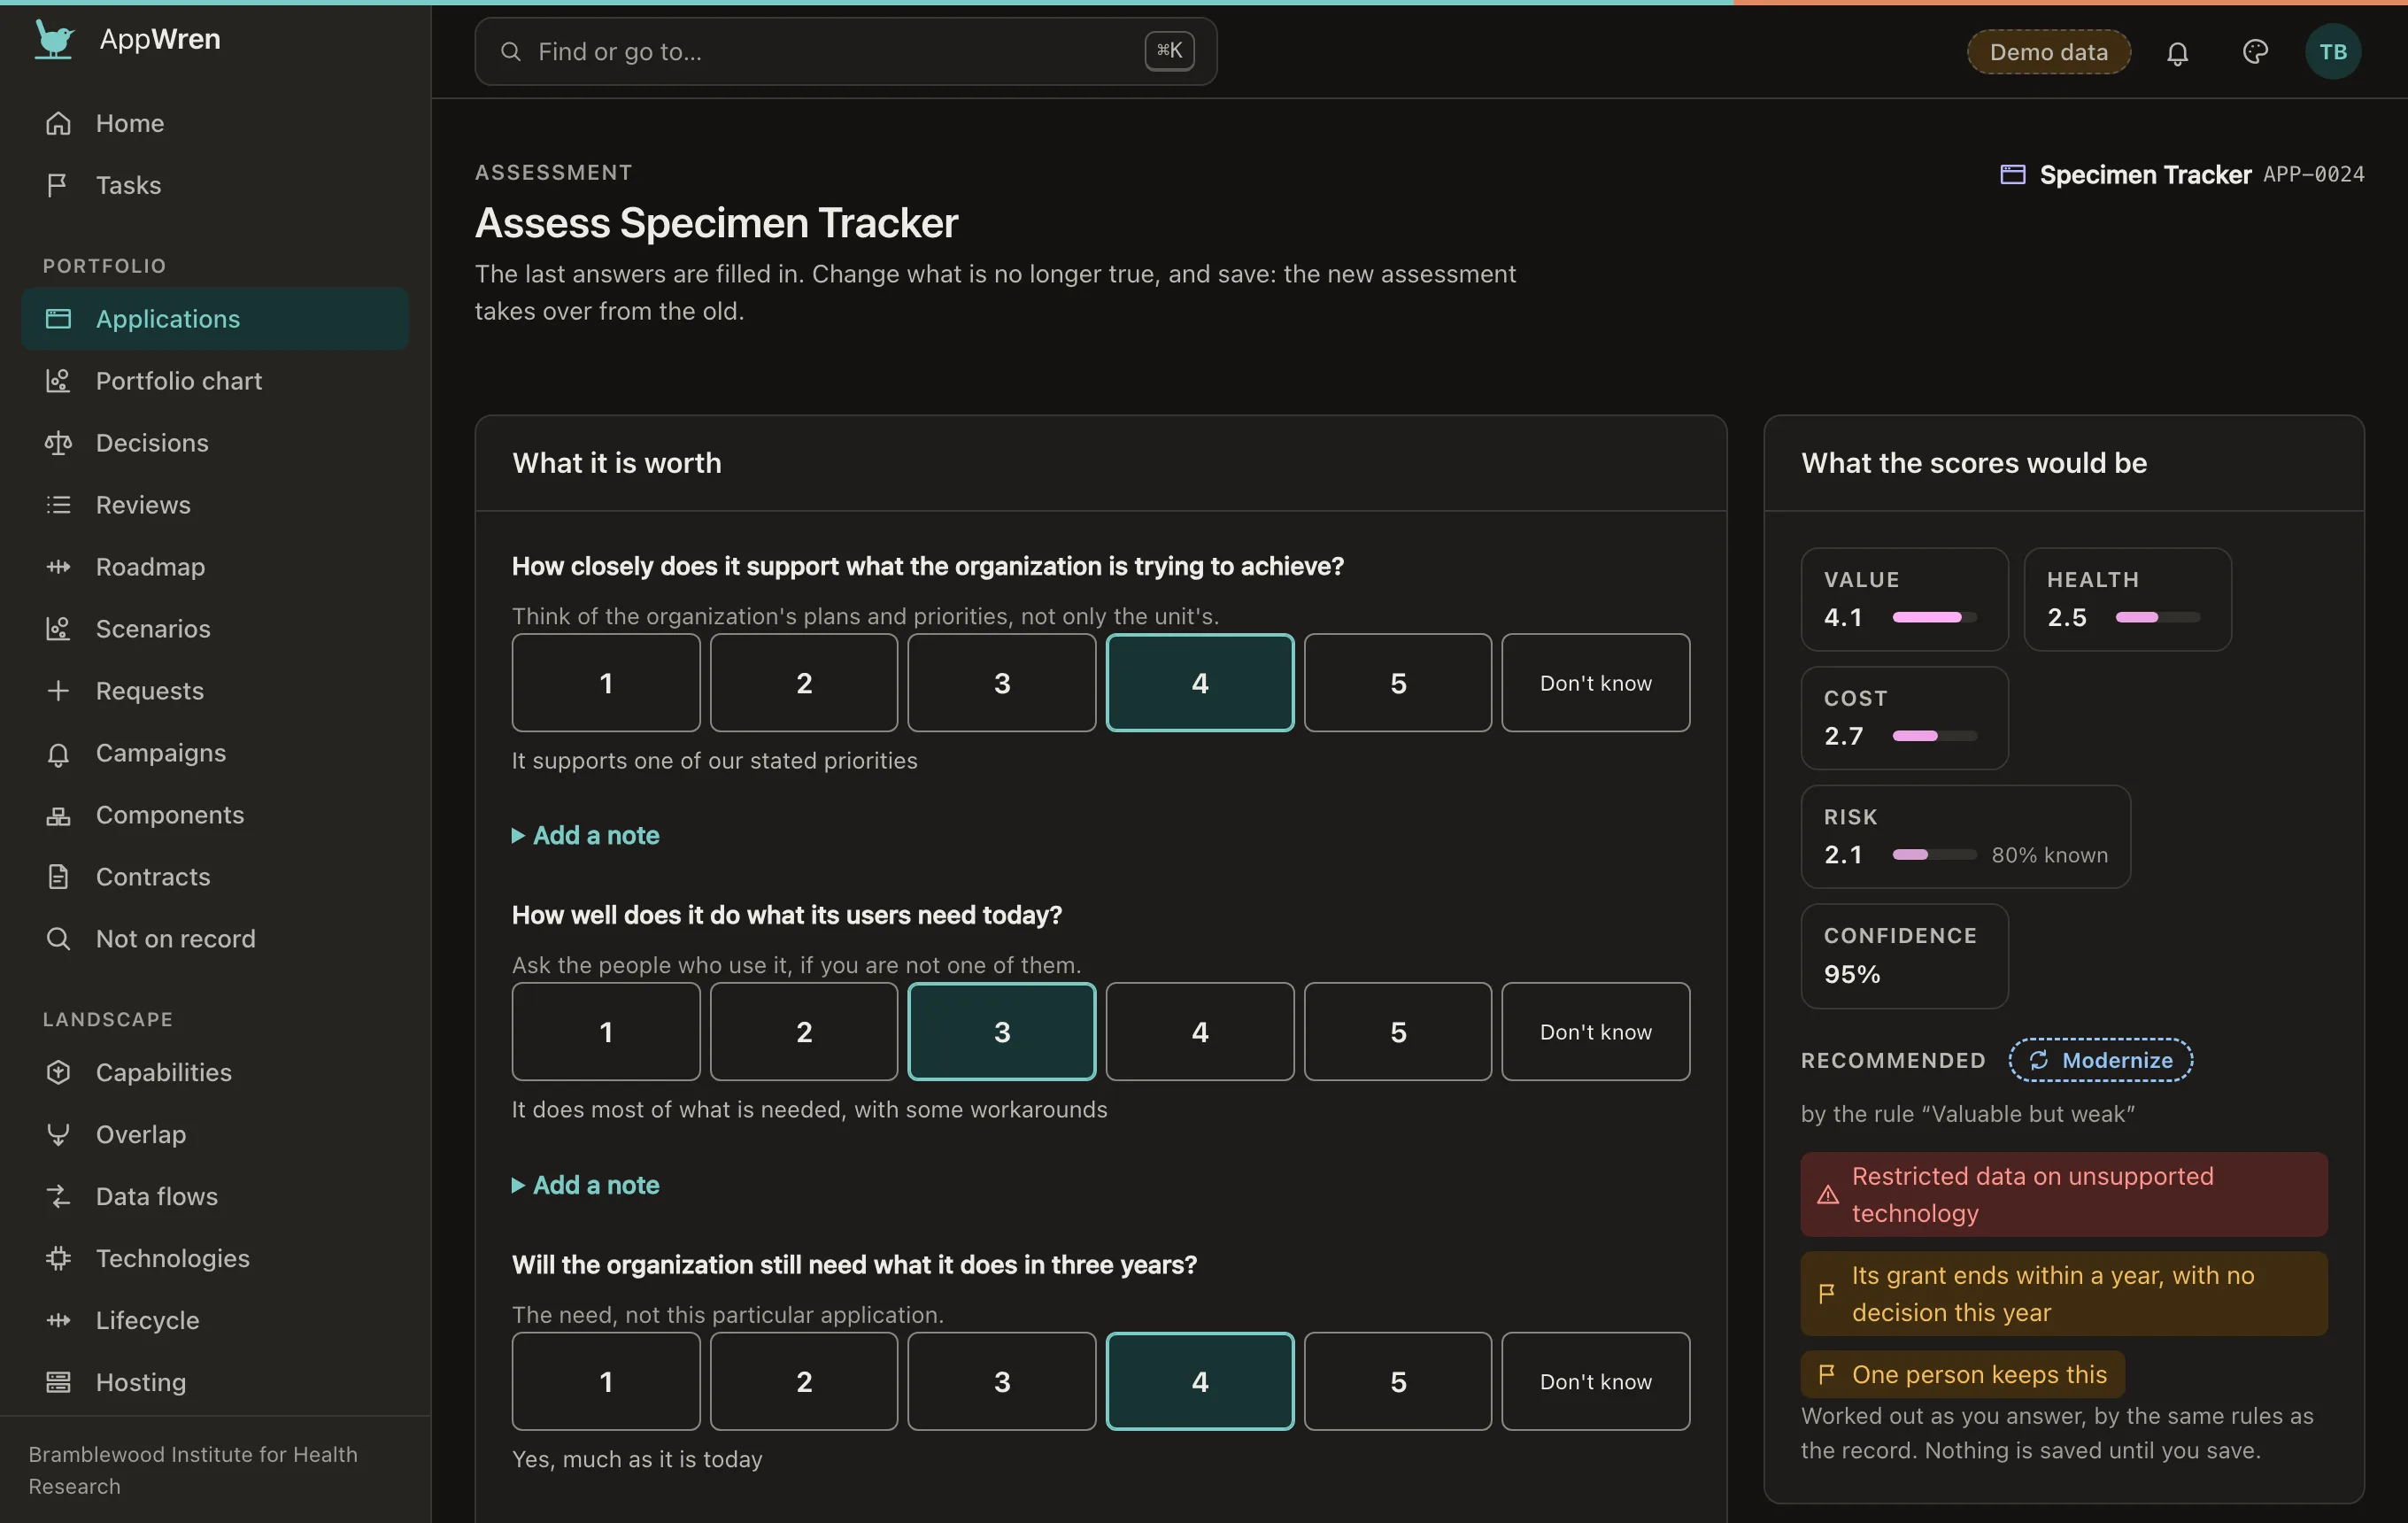 AppWren
Find or go to...
⌘K
Demo data
TB
Home
Tasks
PORTFOLIO
Applications
Portfolio chart
Decisions
Reviews
Roadmap
Scenarios
Requests
Campaigns
Components
Contracts
Not on record
LANDSCAPE
Capabilities
Overlap
Data flows
Technologies
Lifecycle
Hosting
Bramblewood Institute for Health
Research
ASSESSMENT
Assess Specimen Tracker
The last answers are filled in. Change what is no longer true, and save: the new assessment
takes over from the old.
Specimen Tracker APP-0024
What it is worth
How closely does it support what the organization is trying to achieve?
Think of the organization's plans and priorities, not only the unit's.
1 2 3 4 5 Don't know
It supports one of our stated priorities
Add a note
How well does it do what its users need today?
Ask the people who use it, if you are not one of them.
1 2 3 4 5 Don't know
It does most of what is needed, with some workarounds
Add a note
Will the organization still need what it does in three years?
The need, not this particular application.
1 2 3 4 5 Don't know
Yes, much as it is today
What the scores would be
VALUE
4.1
HEALTH
2.5
COST
2.7
RISK
2.1 80% known
CONFIDENCE
95%
RECOMMENDED Modernize
by the rule “Valuable but weak”
Restricted data on unsupported
technology
Its grant ends within a year, with no
decision this year
One person keeps this
Worked out as you answer, by the same rules as
the record. Nothing is saved until you save.